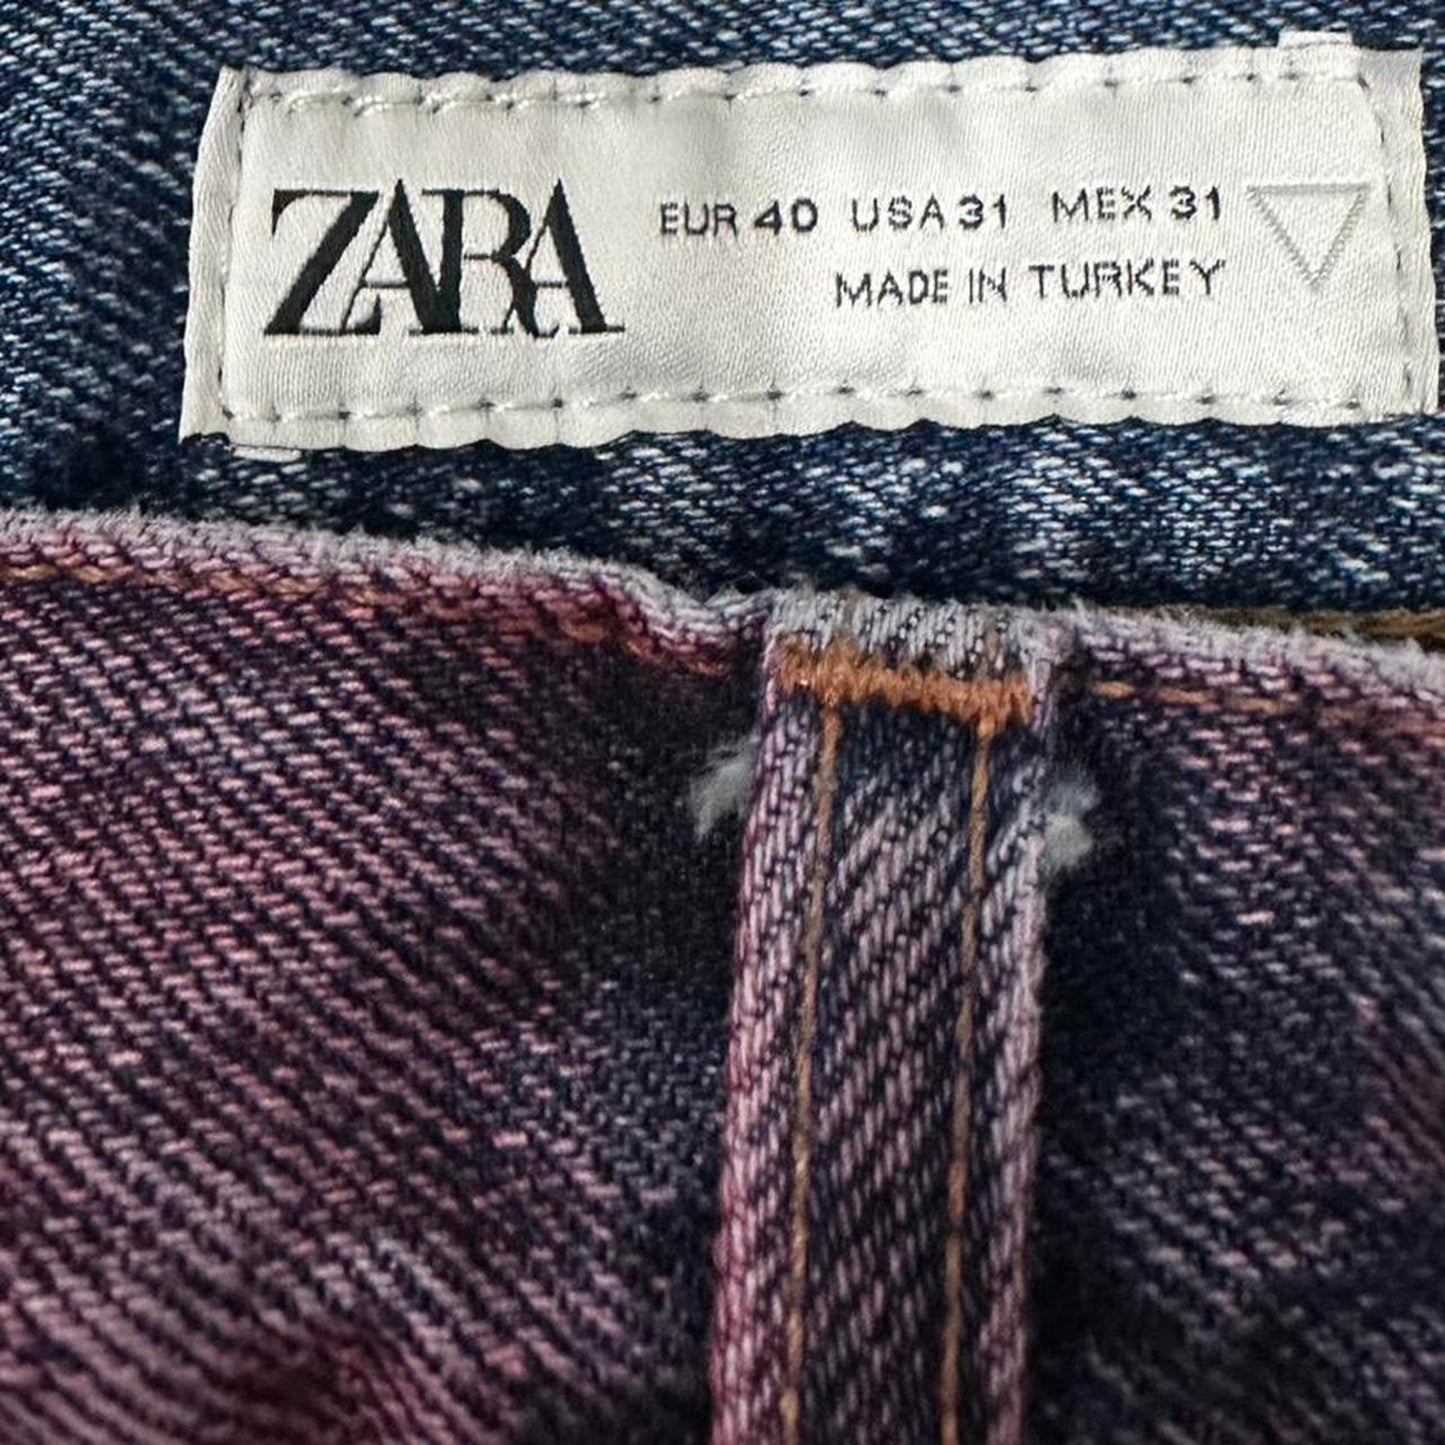 ZARA
EUR 40 USA 31 MEX 31
MADE IN TURKEY